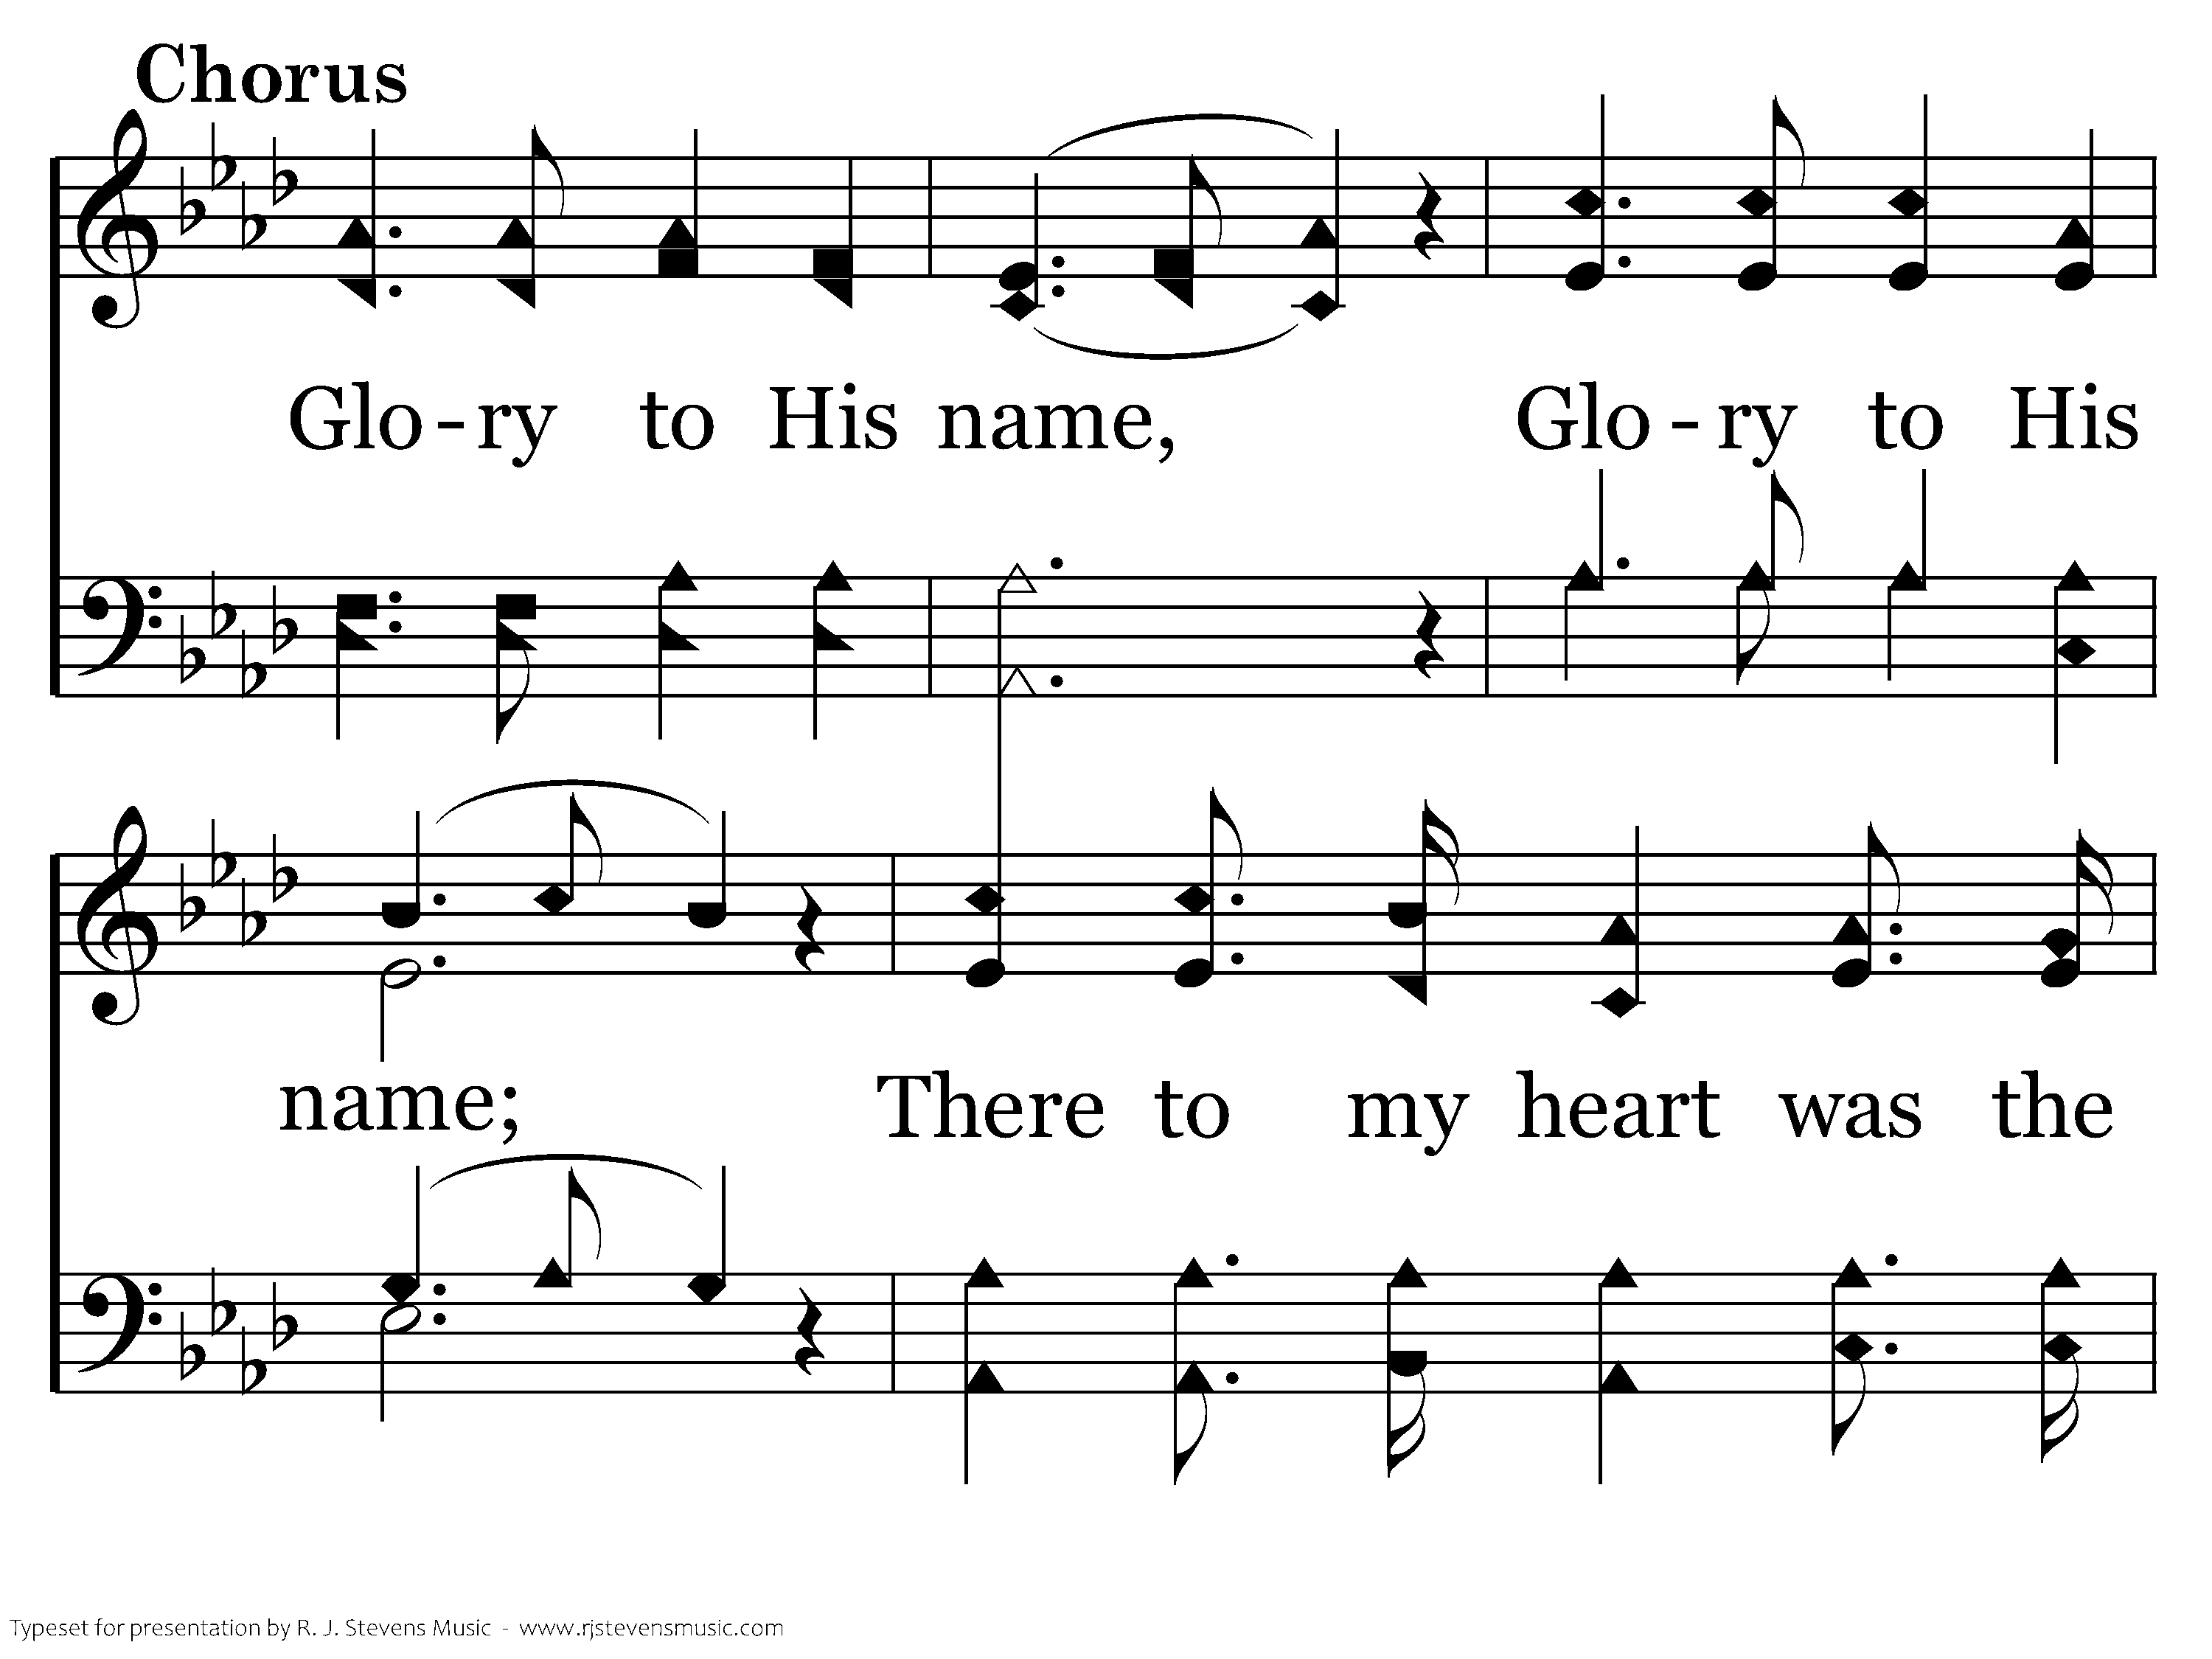 Chorus
Glo - ry to His name, Glo - ry to His
name; There to my heart was the
Typeset for presentation by R. J. Stevens Music - www.rjstevensmusic.com